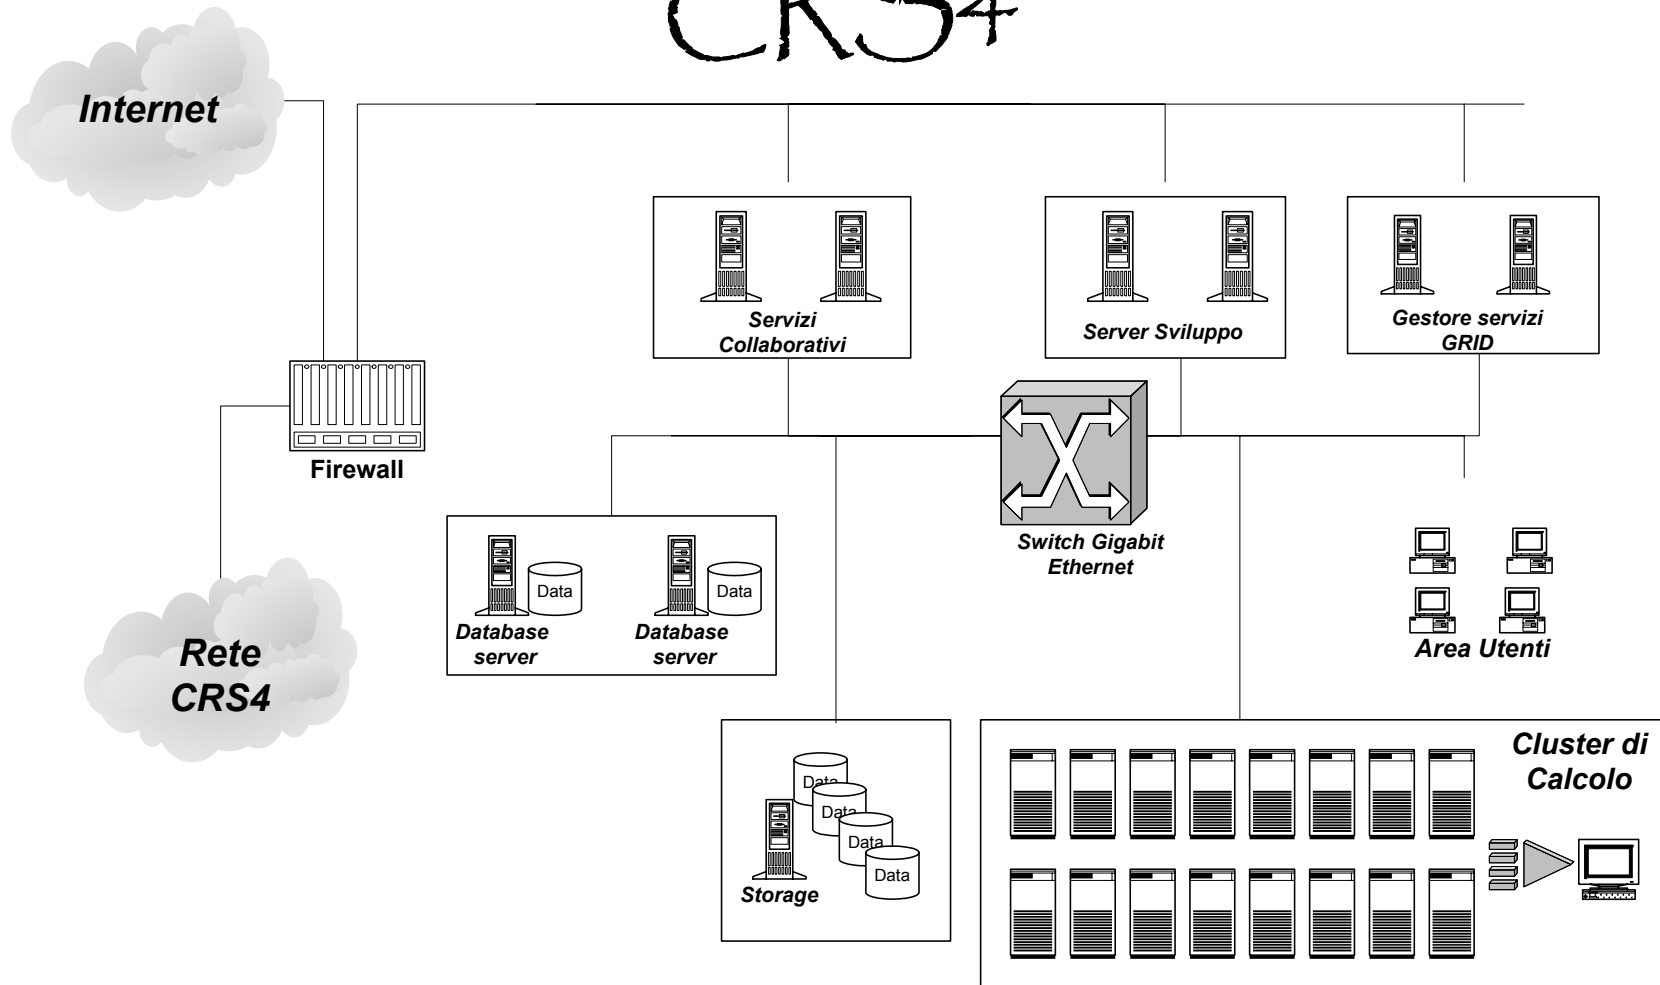 CRS4
Internet
Servizi
Collaborativi
Server Sviluppo
Gestore servizi
GRID
Firewall
Switch Gigabit
Ethernet
Data
Data
Database
server
Database
server
Area Utenti
Rete
CRS4
Cluster di
Calcolo
Data
Data
Data
Data
Storage